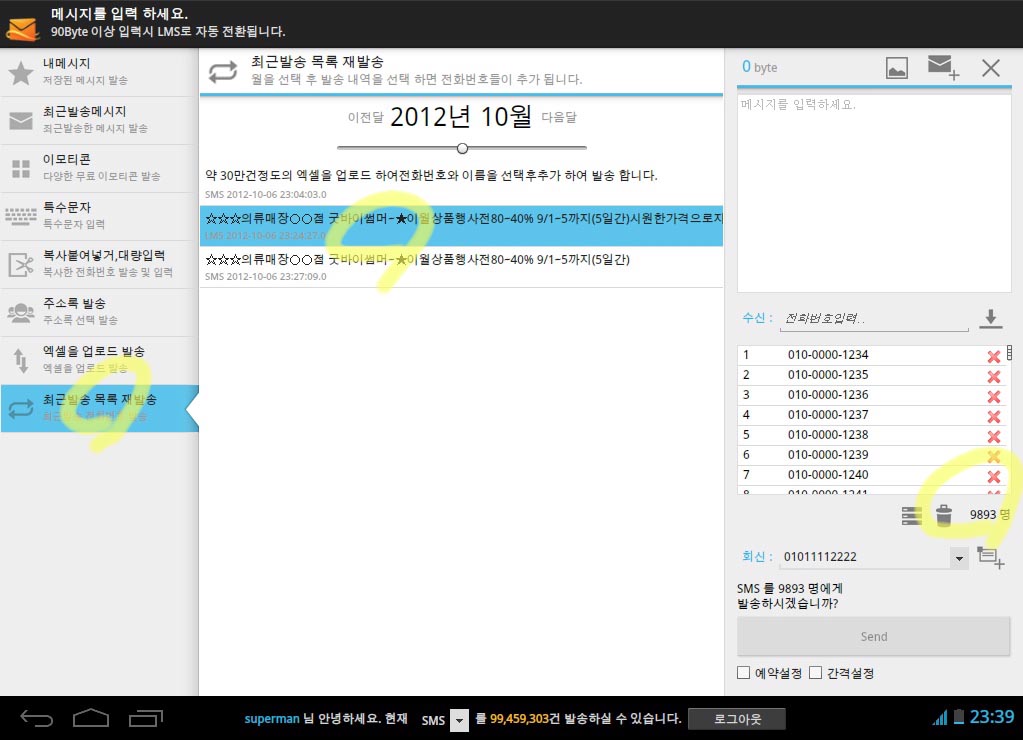 메시지를 입력 하세요.
90Byte 이상 입력시 LMS로 자동 전환됩니다.
내메시지
저장된 메시지 발송
최근발송메시지
최근발송한 메시지 발송
이모티콘
다양한 무료 이모티콘 발송
특수문자
특수문자 입력
복사붙여넣거,대량입력
복사한 전화번호 발송 및 입력
주소록 발송
주소록 선택 발송
엑셀을 업로드 발송
엑셀을 업로드 발송
최근발송 목록 재발송
최근발송 목록 재발송
월을 선택 후 발송 내역을 선택 하면 전화번호들이 추가 됩니다.
이전달 2012년 10월 다음달
약 30만건정도의 엑셀을 업로드 하여전화번호와 이름을 선택후추가 하여 발송 합니다.
SMS 2012-10-06 23:04:03.0
☆☆☆의류매장○○점 굿바이썸머~★이월상품행사전80~40% 9/1~5까지(5일간)시원한가격으로지
LMS 2012-10-06 23:24:27.0
☆☆☆의류매장○○점 굿바이썸머~★이월상품행사전80~40% 9/1~5까지(5일간)
SMS 2012-10-06 23:27:09.0
0 byte
메시지를 입력하세요.
수신 : 전화번호입력..
1 010-0000-1234
2 010-0000-1235
3 010-0000-1236
4 010-0000-1237
5 010-0000-1238
6 010-0000-1239
7 010-0000-1240
8 010-0000-1241
9893 명
회신 : 01011112222
SMS 를 9893 명에게
발송하시겠습니까?
Send
예약설정 간격설정
superman 님 안녕하세요. 현재 SMS 를 99,459,303건 발송하실 수 있습니다. 로그아웃
23:39